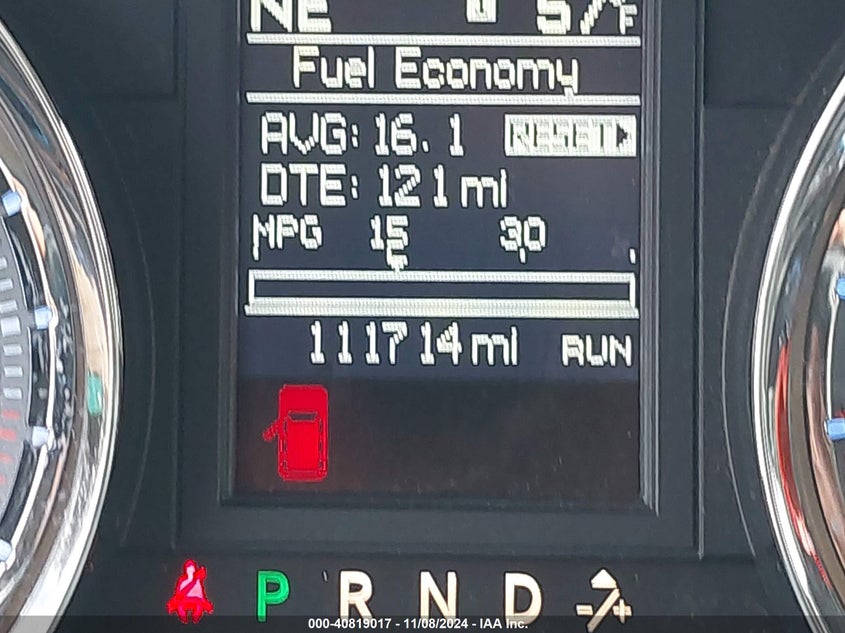 NE 57°F
Fuel Economy
AVG: 16.1 RESET
DTE: 121 mi
MPG 15 30
111714 mi RUN
P R N D - +
000-40819017 - 11/08/2024 - IAA Inc.